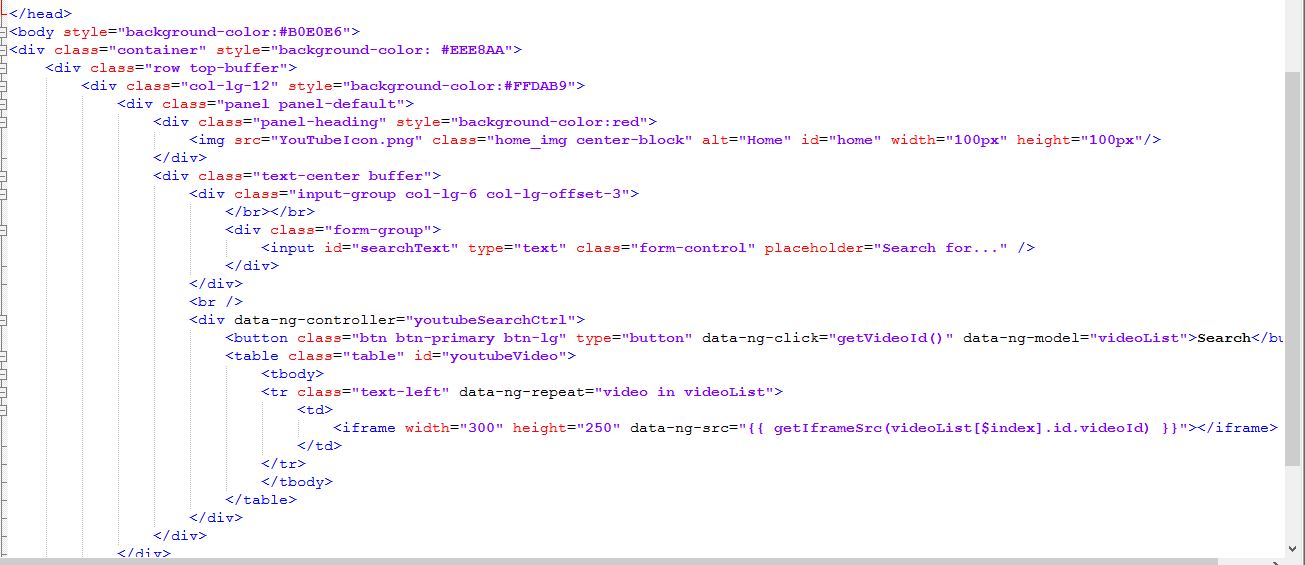 </head>
<body style="background-color:#B0E0E6">
<div class="container" style="background-color: #EEE8AA">
<div class="row top-buffer">
<div class="col-lg-12" style="background-color:#FFDAB9">
<div class="panel panel-default">
<div class="panel-heading" style="background-color:red">
<img src="YouTubeIcon.png" class="home_img center-block" alt="Home" id="home" width="100px" height="100px"/>
</div>
<div class="text-center buffer">
<div class="input-group col-lg-6 col-lg-offset-3">
</br></br>
<div class="form-group">
<input id="searchText" type="text" class="form-control" placeholder="Search for..." />
</div>
</div>
<br />
<div data-ng-controller="youtubeSearchCtrl">
<button class="btn btn-primary btn-lg" type="button" data-ng-click="getVideoId()" data-ng-model="videoList">Search</bu
<table class="table" id="youtubeVideo">
<tbody>
<tr class="text-left" data-ng-repeat="video in videoList">
<td>
<iframe width="300" height="250" data-ng-src="{{ getIframeSrc(videoList[$index].id.videoId) }}"></iframe>
</td>
</tr>
</tbody>
</table>
</div>
</div>
</div>